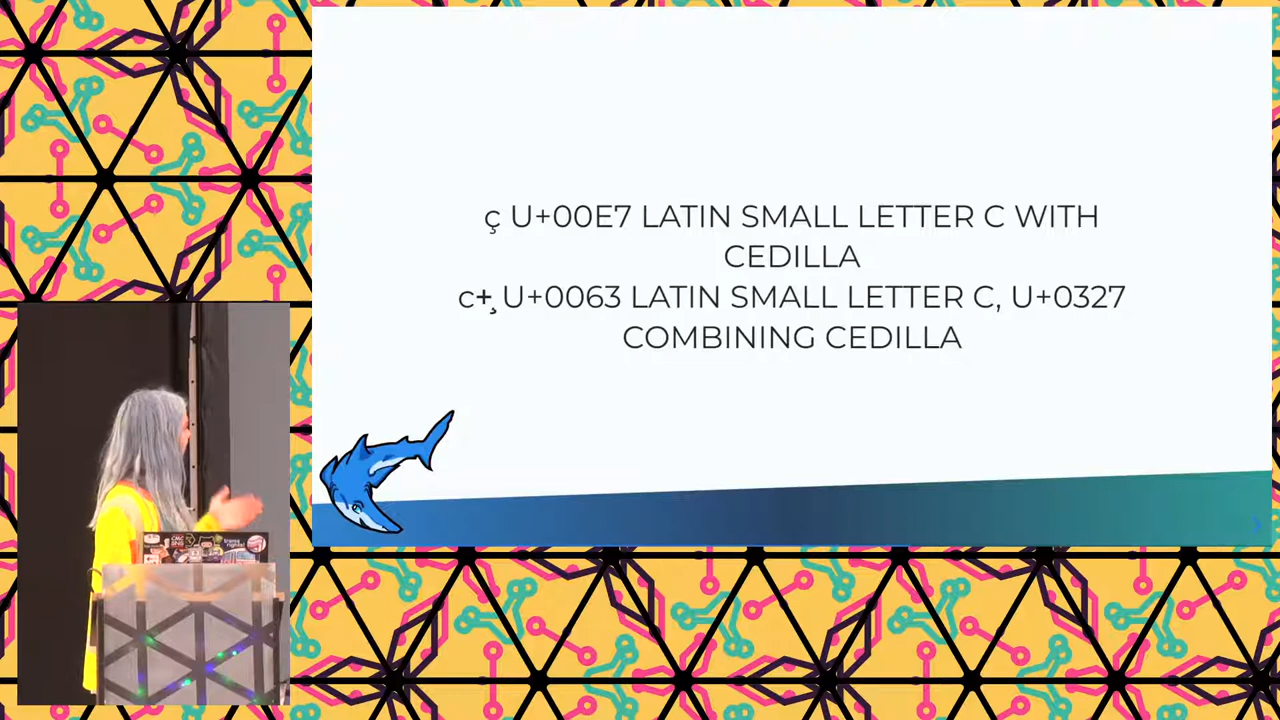 ç U+00E7 LATIN SMALL LETTER C WITH
CEDILLA
c+̧ U+0063 LATIN SMALL LETTER C, U+0327
COMBINING CEDILLA